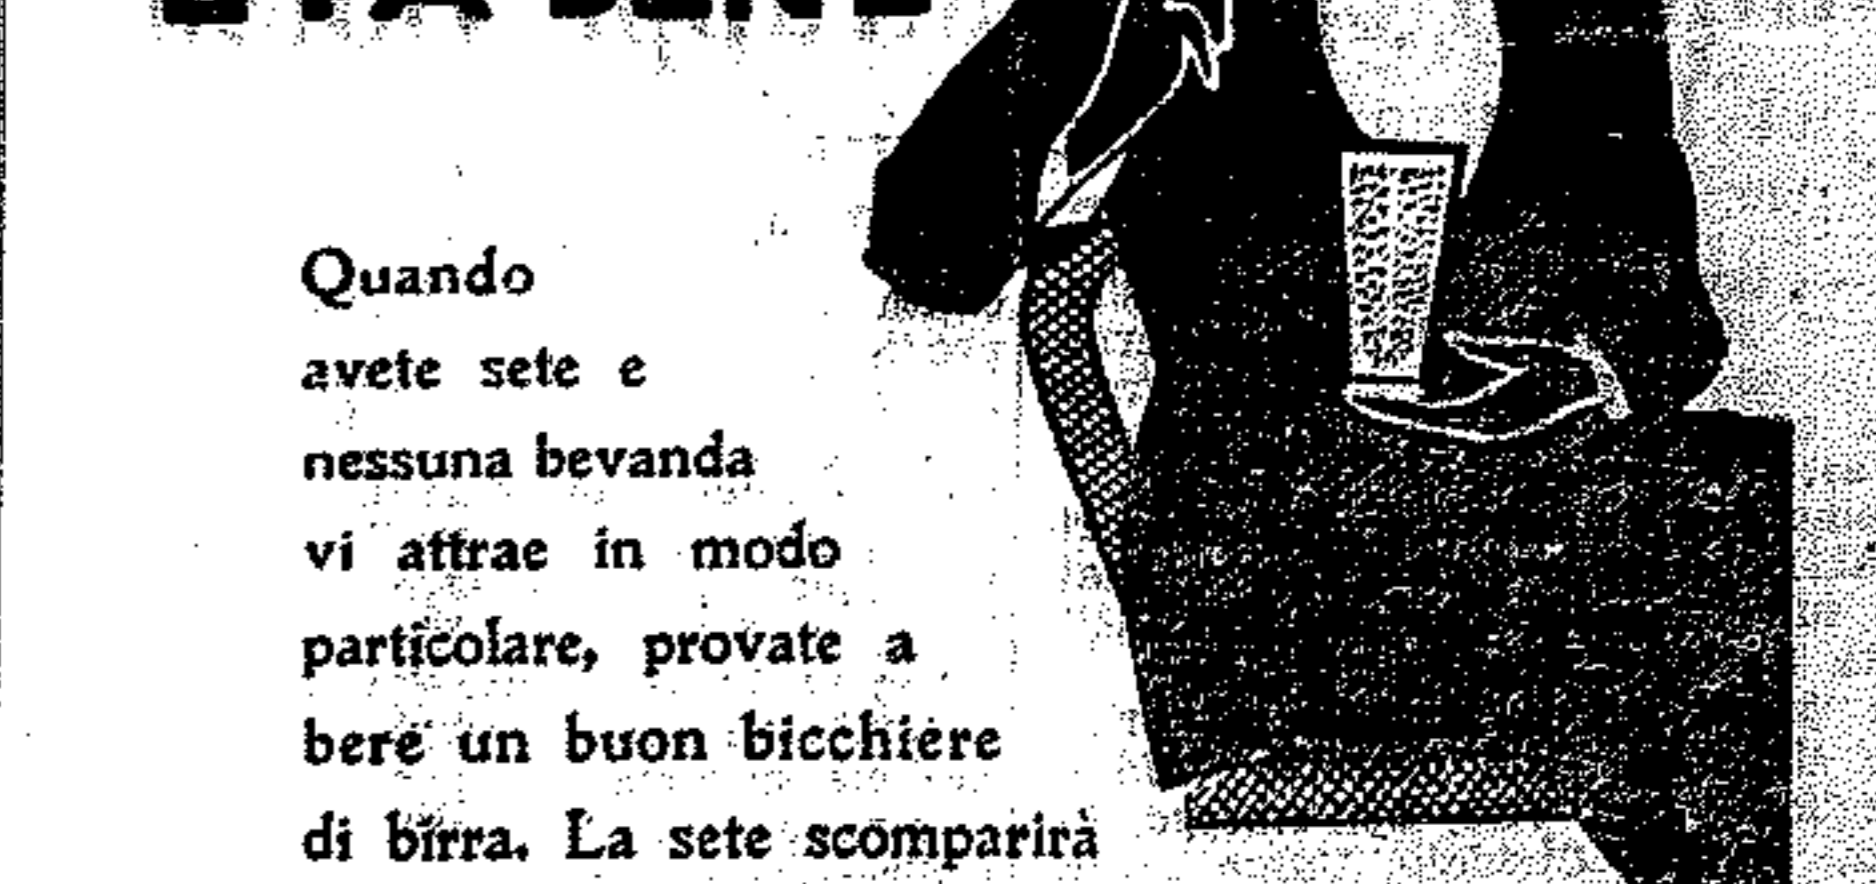 Quando
avete sete e
nessuna bevanda
vi attrae in modo
particolare, provate a
bere un buon bicchiere
di birra. La sete scomparirà